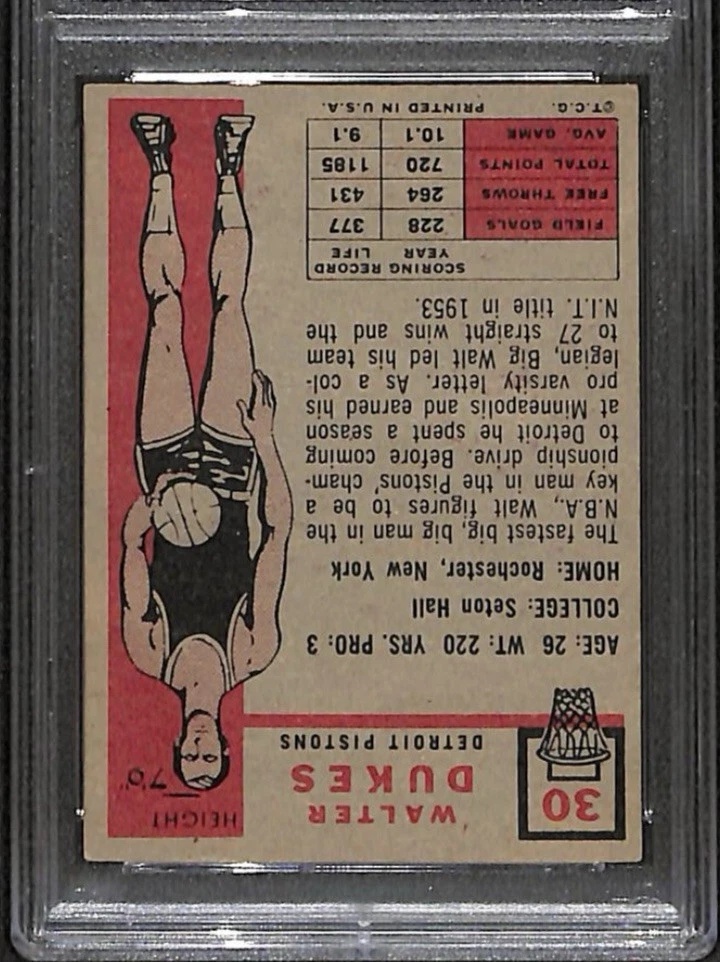 30
WALTER
DUKES
DETROIT PISTONS
HEIGHT
7'0"
AGE: 26 WT: 220 YRS. PRO: 3
COLLEGE: Seton Hall
HOME: Rochester, New York
The fastest big, big man in the
N.B.A., Walt figures to be a
key man in the Pistons' cham-
pionship drive. Before coming
to Detroit he spent a season
at Minneapolis and earned his
pro varsity letter. As a col-
legian, Big Walt led his team
to 27 straight wins and the
N.I.T. title in 1953.
SCORING RECORD
YEAR LIFE
FIELD GOALS 228 377
FREE THROWS 264 431
TOTAL POINTS 720 1185
AVG. GAME 10.1 9.1
©T.C.G. PRINTED IN U.S.A.